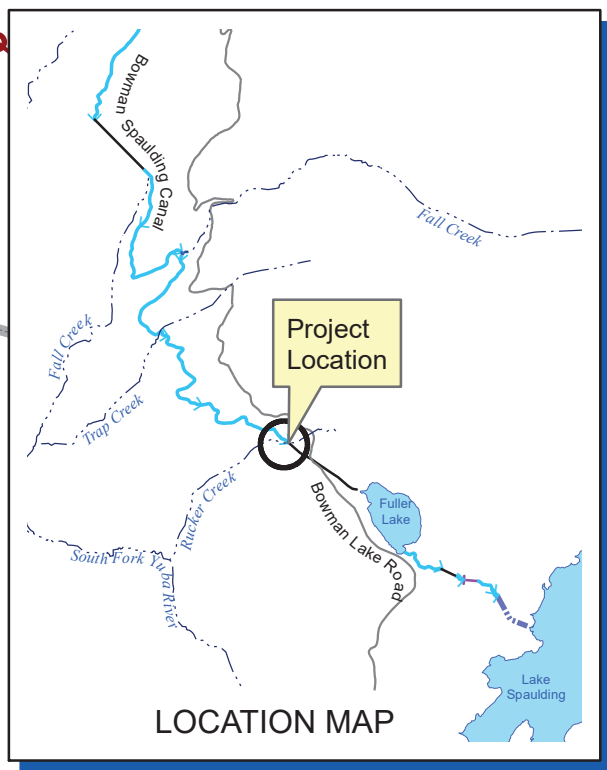 Q
Bowman Spaulding Canal
Fall Creek
Project
Location
Fall Creek
Trap Creek
Rucker Creek
Fuller
Lake
Bowman Lake Road
South Fork Yuba River
Lake
Spaulding
LOCATION MAP